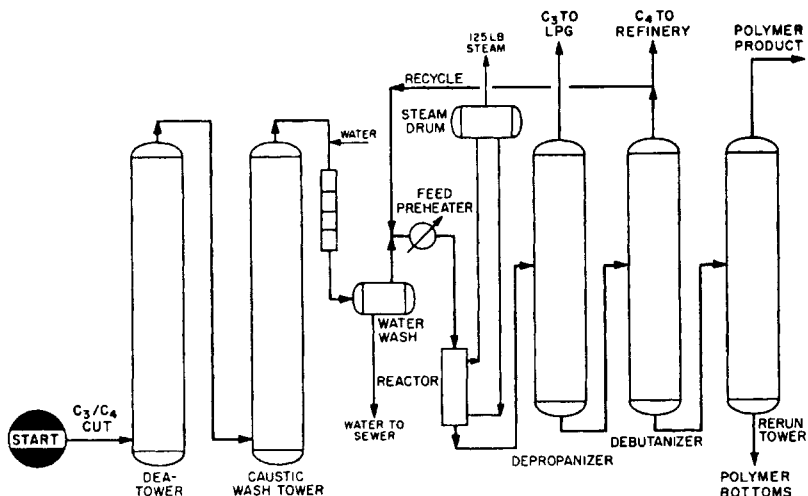 C₃ TO
LPG
C₄ TO
REFINERY
POLYMER
PRODUCT
125 LB
STEAM
RECYCLE
STEAM
DRUM
WATER
FEED
PREHEATER
WATER
WASH
REACTOR
C₃/C₄
CUT
START
WATER TO
SEWER
DEPROPANIZER
DEBUTANIZER
RERUN
TOWER
DEA-
TOWER
CAUSTIC
WASH TOWER
POLYMER
BOTTOMS